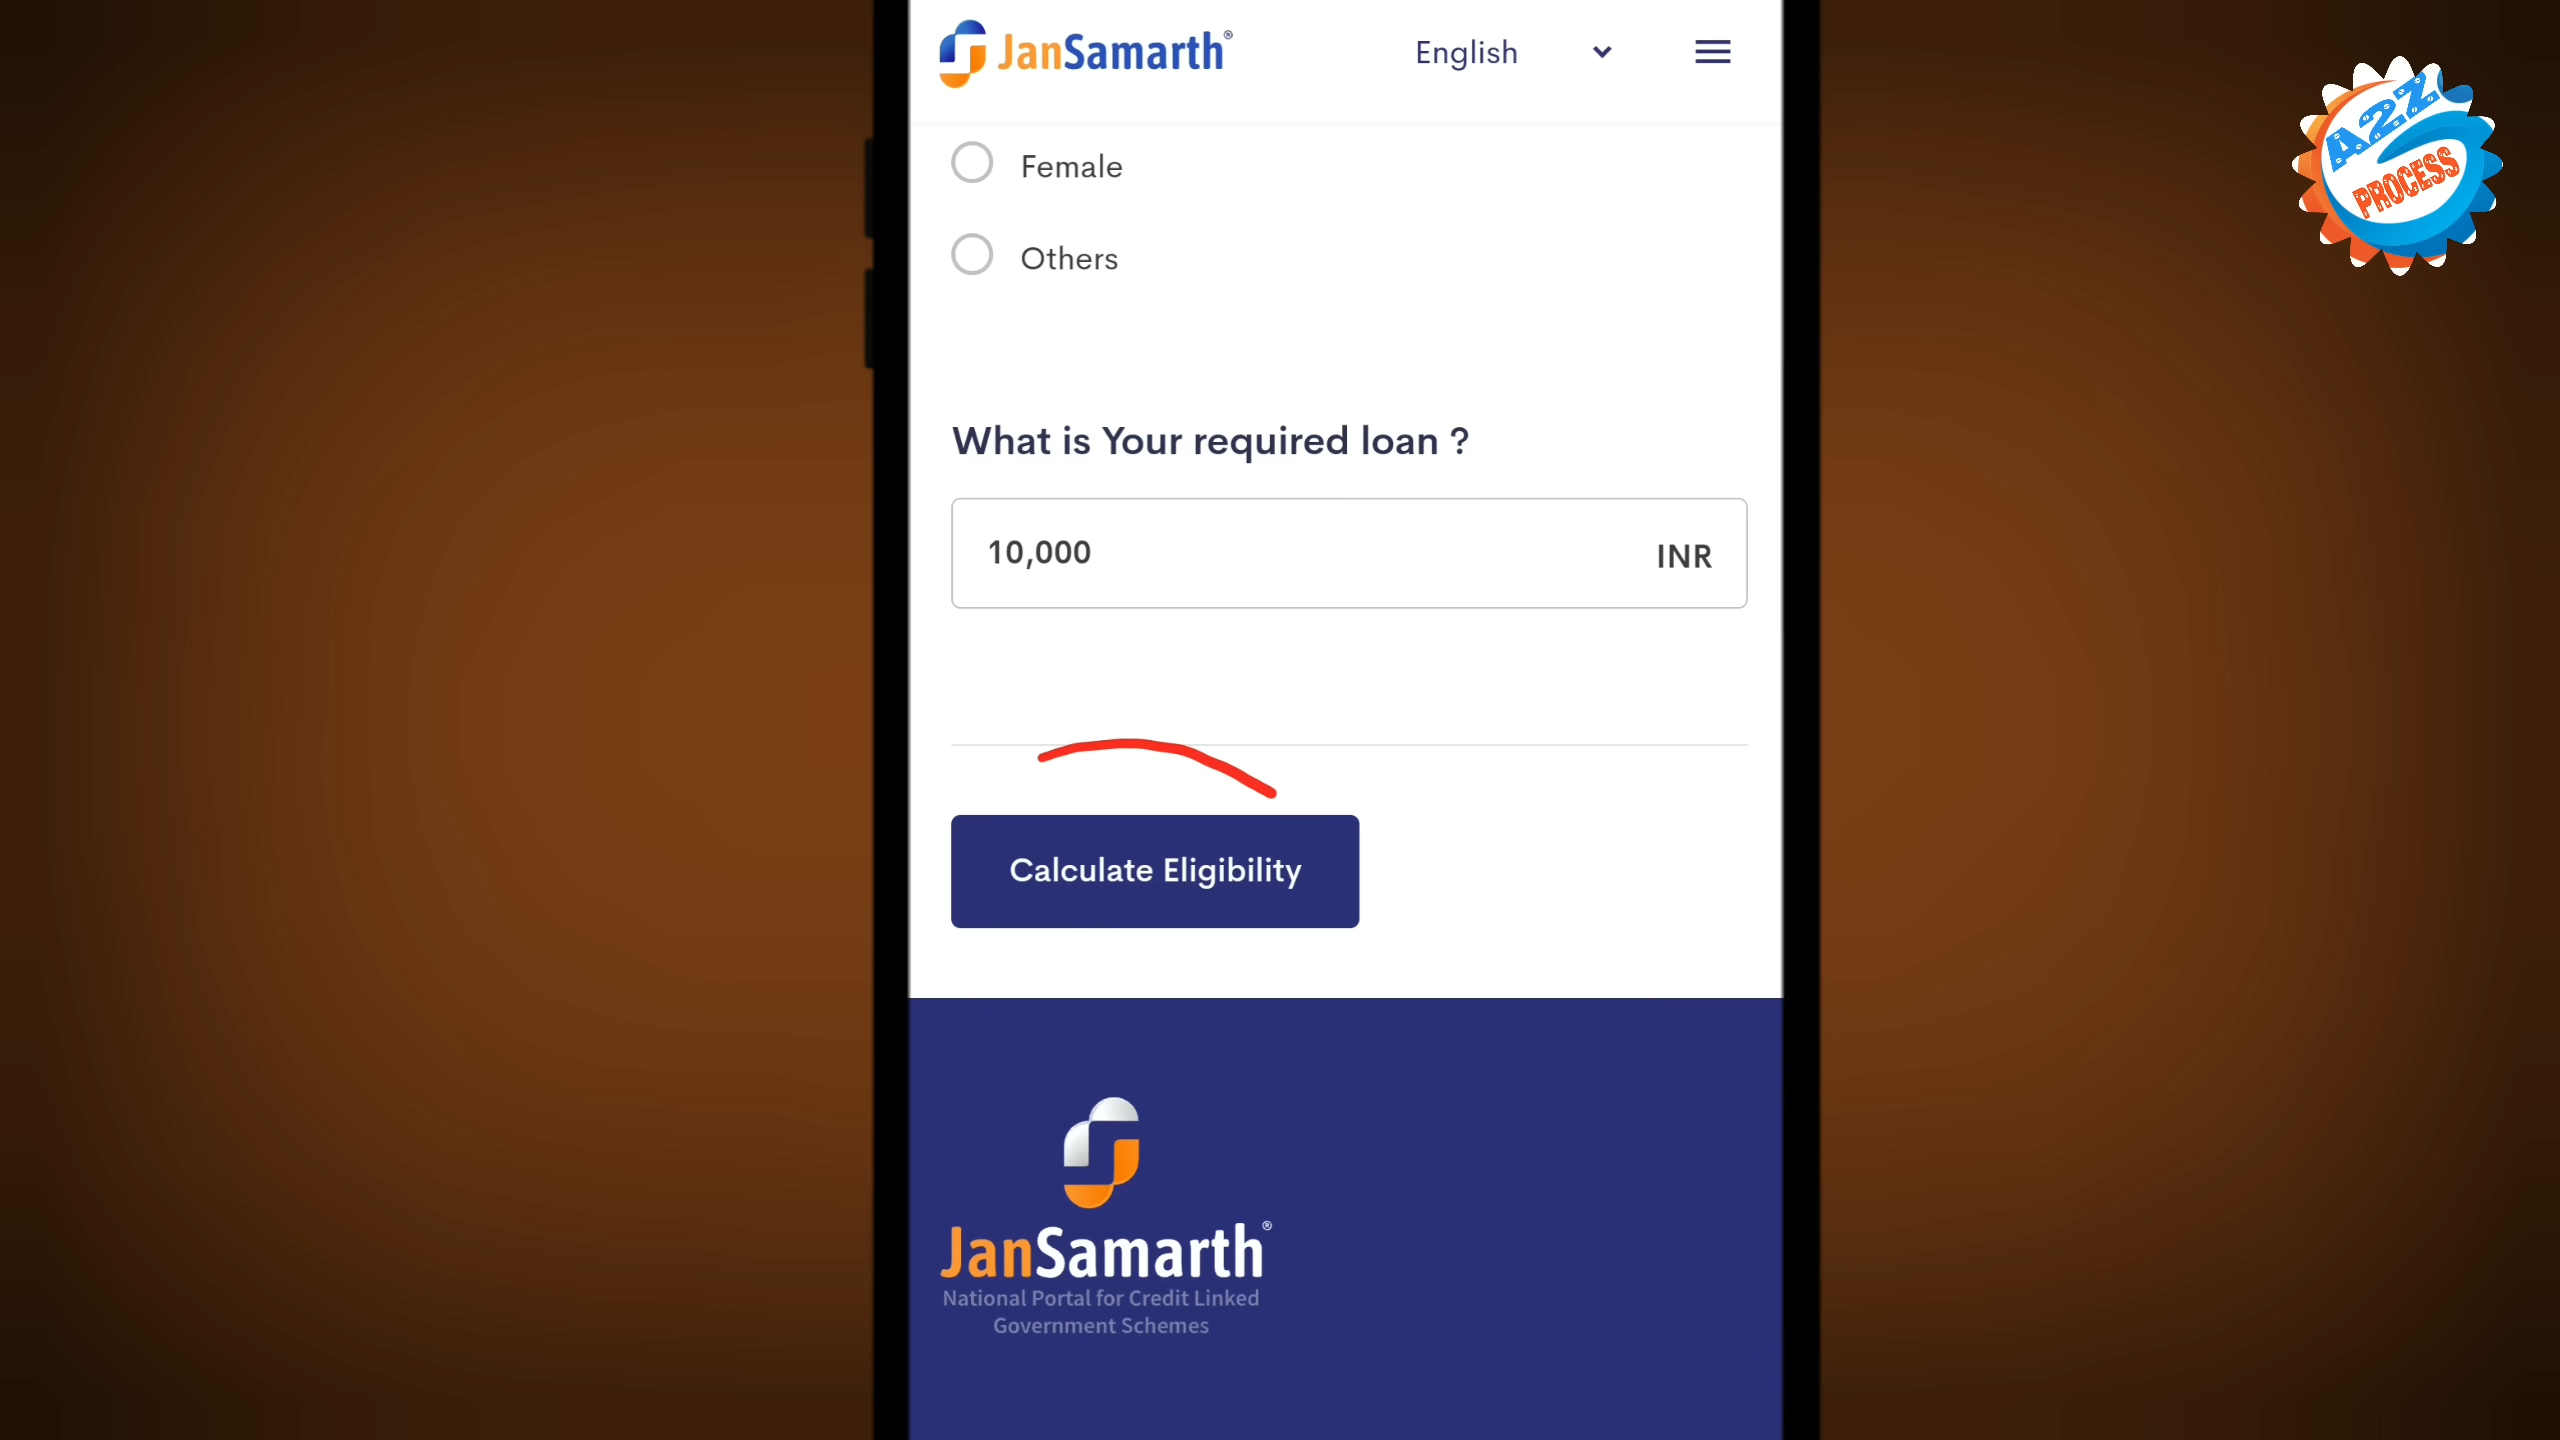 JanSamarth®
English
A2Z
PROCESS
Female
Others
What is Your required loan ?
10,000
INR
Calculate Eligibility
JanSamarth®
National Portal for Credit Linked
Government Schemes